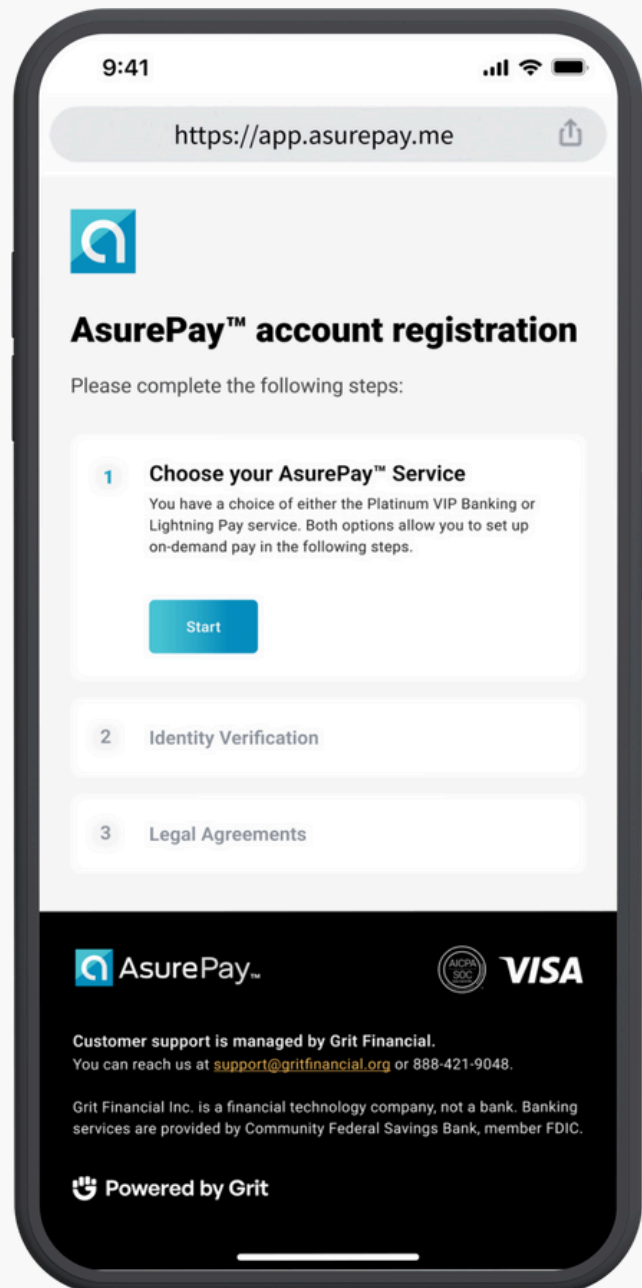 9:41
https://app.asurepay.me
AsurePay™ account registration
Please complete the following steps:
1 Choose your AsurePay™ Service
You have a choice of either the Platinum VIP Banking or
Lightning Pay service. Both options allow you to set up
on-demand pay in the following steps.
Start
2 Identity Verification
3 Legal Agreements
AsurePay™
AICPA
SOC
VISA
Customer support is managed by Grit Financial.
You can reach us at support@gritfinancial.org or 888-421-9048.
Grit Financial Inc. is a financial technology company, not a bank. Banking
services are provided by Community Federal Savings Bank, member FDIC.
Powered by Grit